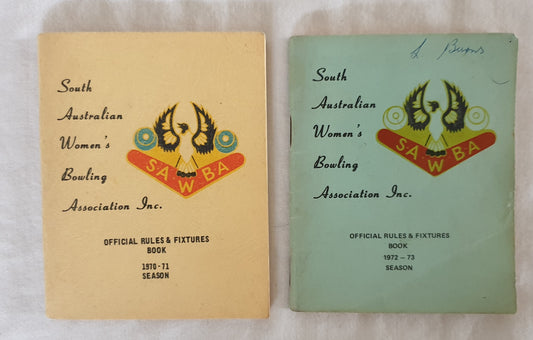 South
Australian
Women's
Bowling
Association Inc.
SAWBA
OFFICIAL RULES & FIXTURES
BOOK
1970-71
SEASON
L Burns
South
Australian
Women's
Bowling
Association Inc.
SAWBA
OFFICIAL RULES & FIXTURES
BOOK
1972 – 73
SEASON